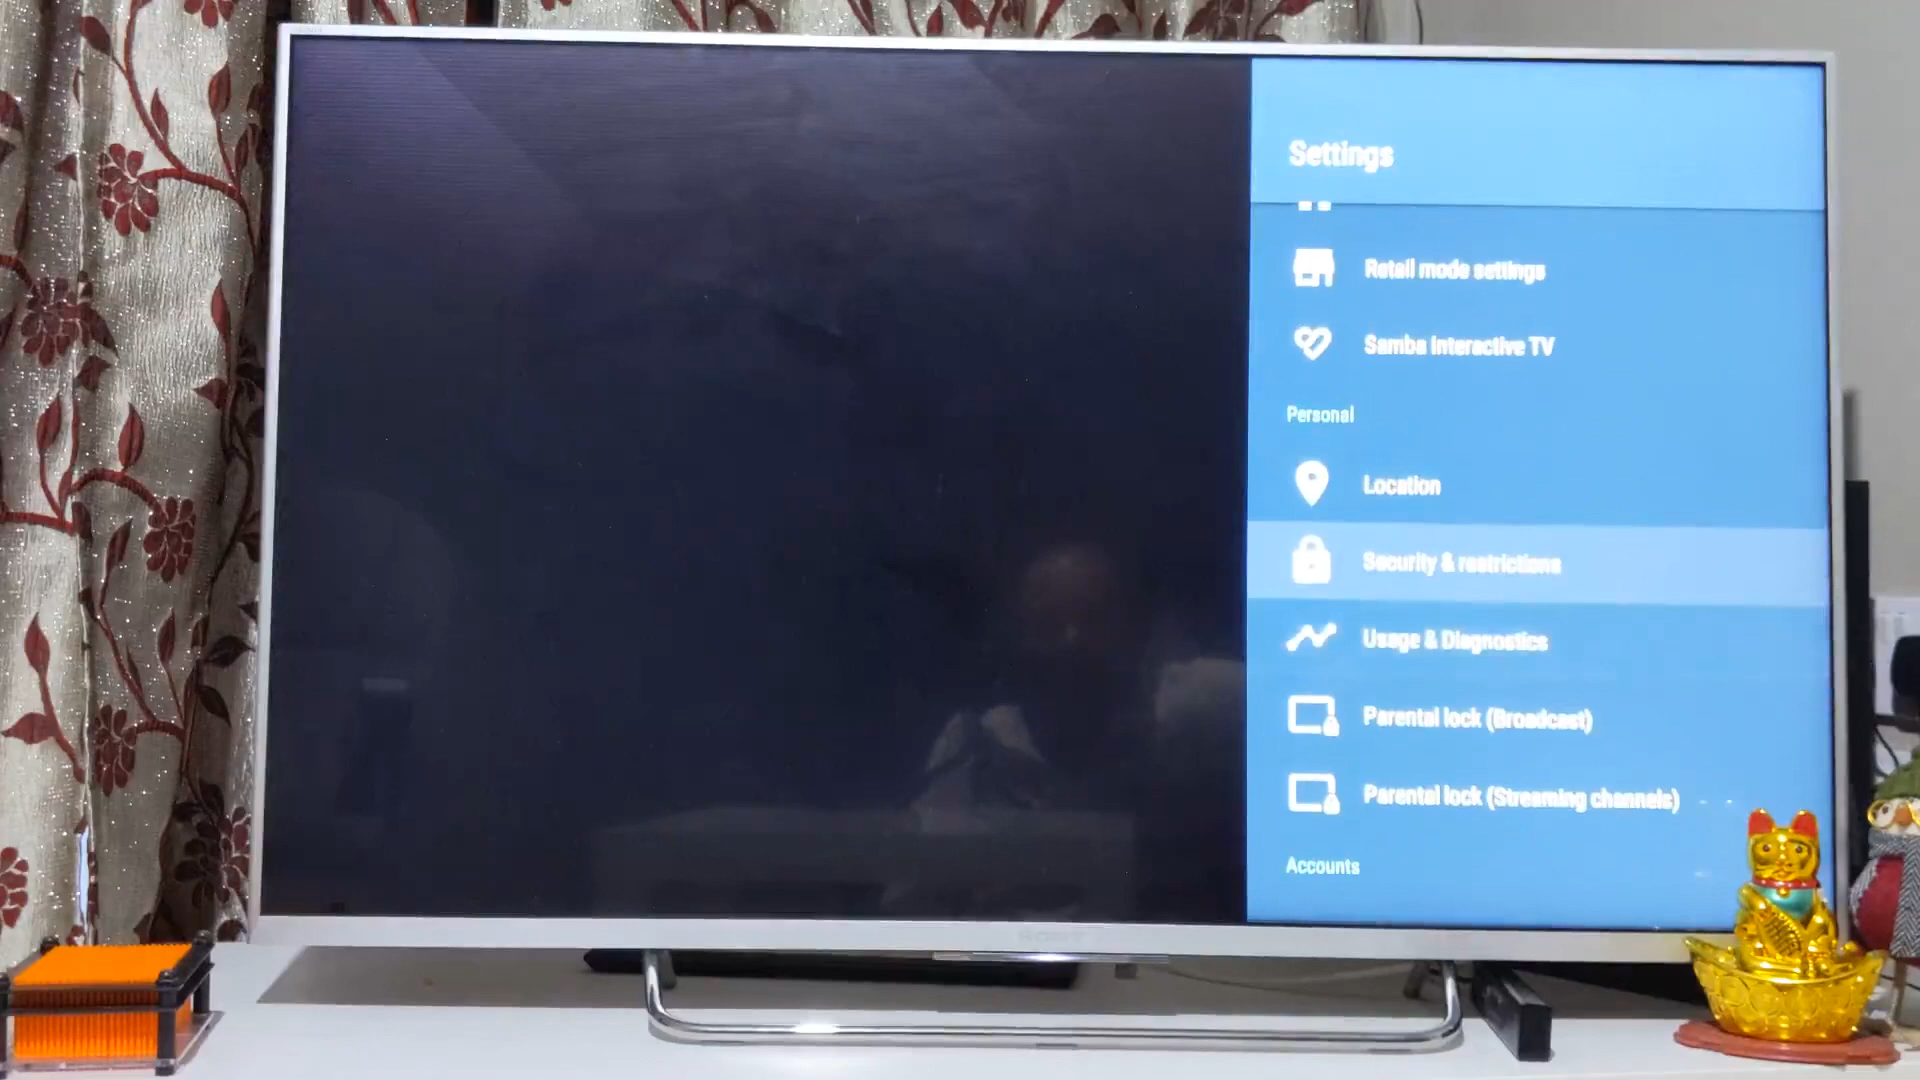 Settings
Retail mode settings
Samba Interactive TV
Personal
Location
Security & restrictions
Usage & Diagnostics
Parental lock (Broadcast)
Parental lock (Streaming channels)
Accounts
SONY